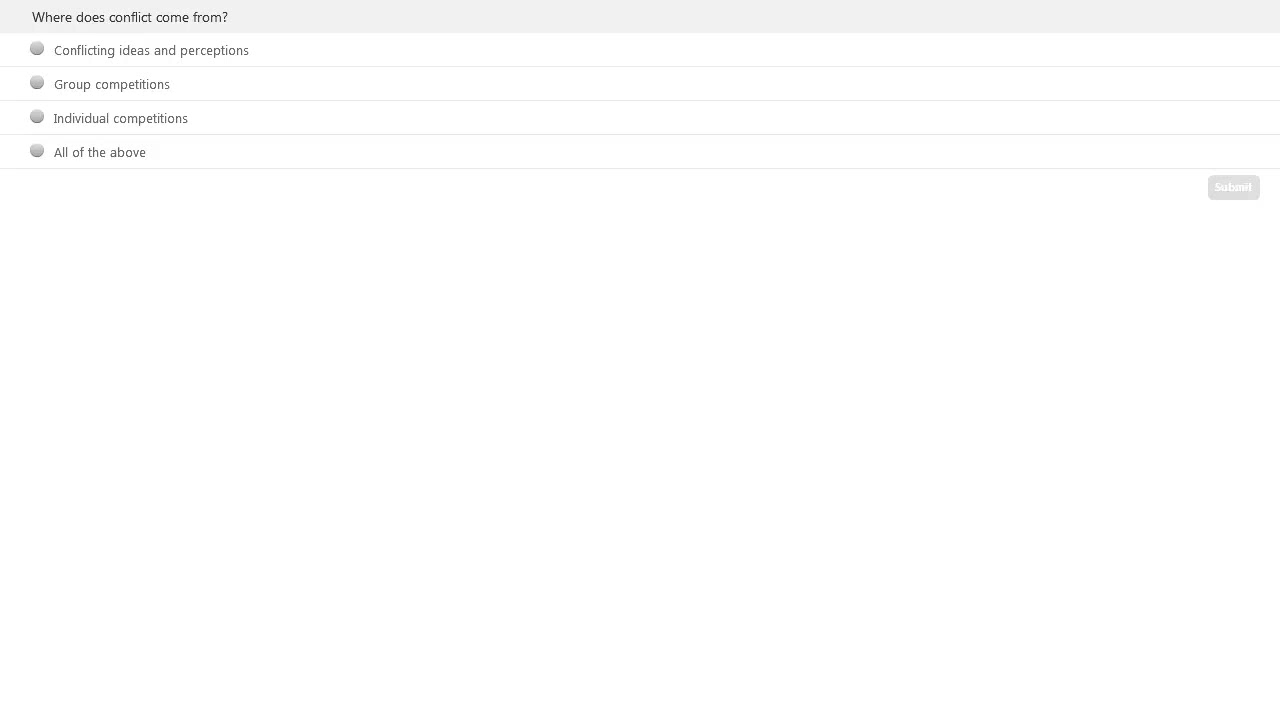 Where does conflict come from?
Conflicting ideas and perceptions
Group competitions
Individual competitions
All of the above
Submit